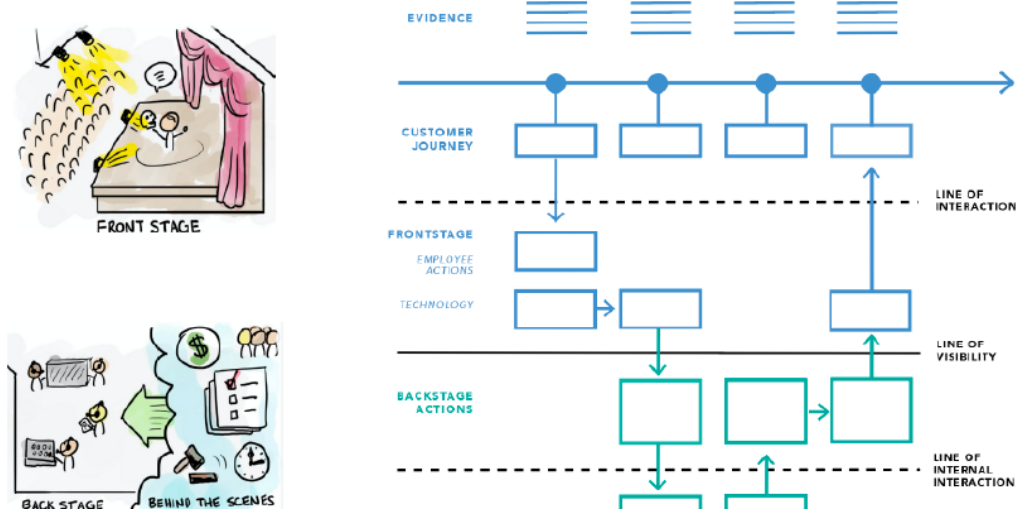 FRONT STAGE
BACK STAGE
BEHIND THE SCENES
EVIDENCE
CUSTOMER
JOURNEY
LINE OF
INTERACTION
FRONTSTAGE
EMPLOYEE
ACTIONS
TECHNOLOGY
LINE OF
VISIBILITY
BACKSTAGE
ACTIONS
LINE OF
INTERNAL
INTERACTION